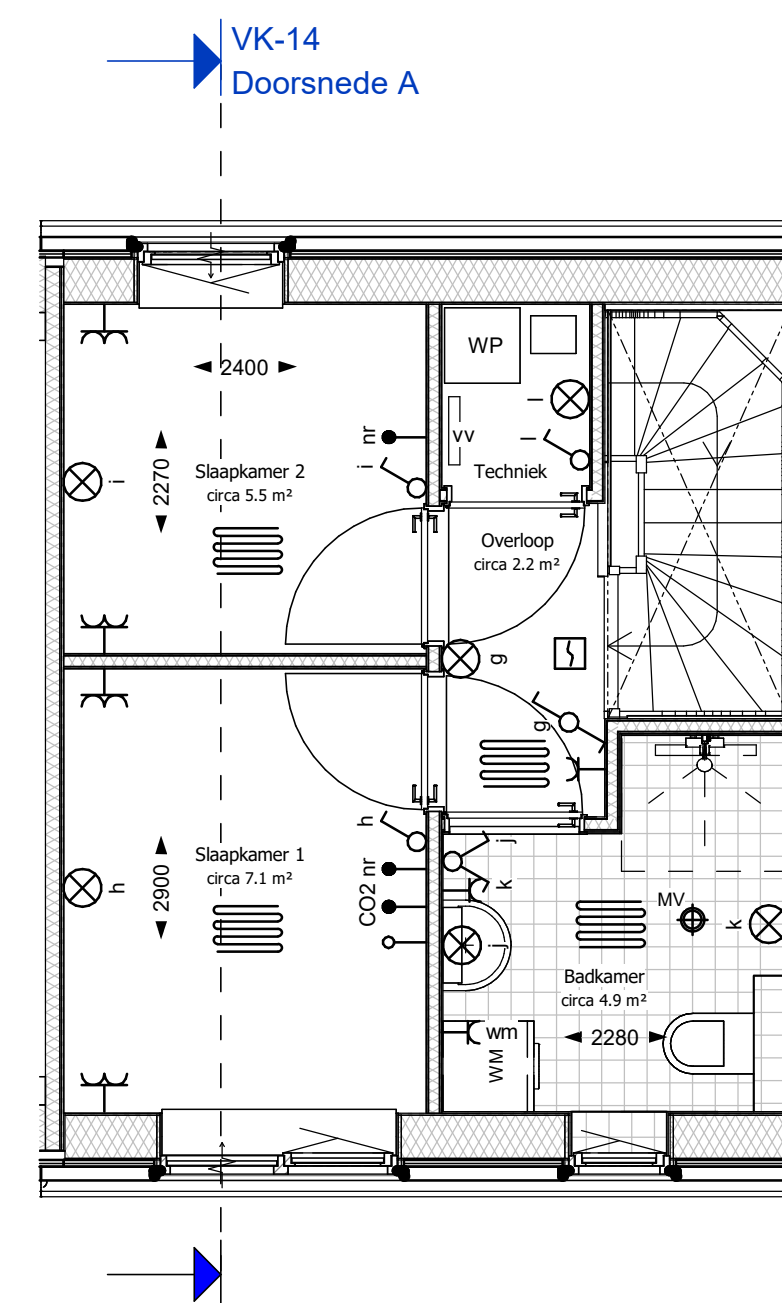 VK-14
Doorsnede A
WP
2400
l
nr
vv
l
i
Slaapkamer 2
circa 5.5 m²
2270
i
Techniek
Overloop
circa 2.2 m²
g
g
h
j
Slaapkamer 1
circa 7.1 m²
CO2 nr
2900
h
k
MV
k
j
Badkamer
circa 4.9 m²
wm
2280
WM